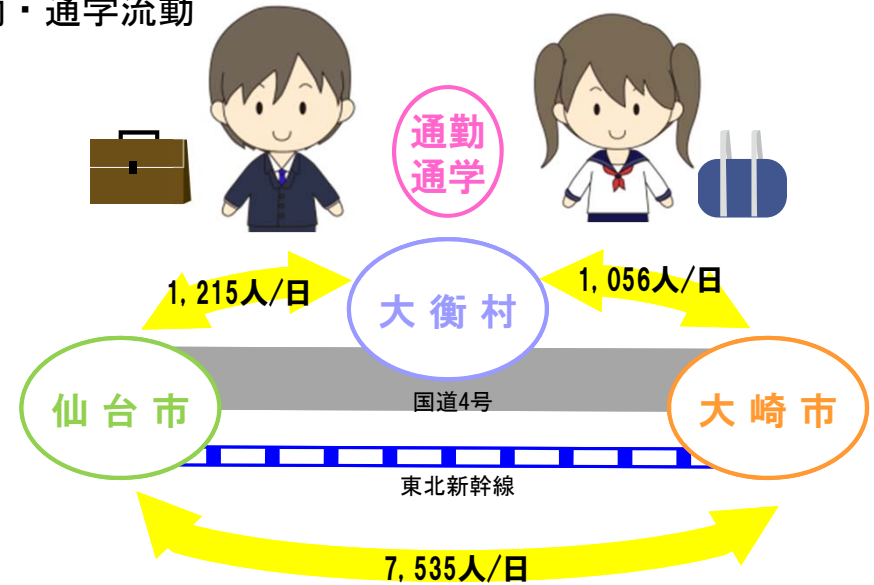 ・通学流動
通勤
通学
1,215人/日
1,056人/日
大衡村
仙台市
大崎市
国道4号
東北新幹線
7,535人/日